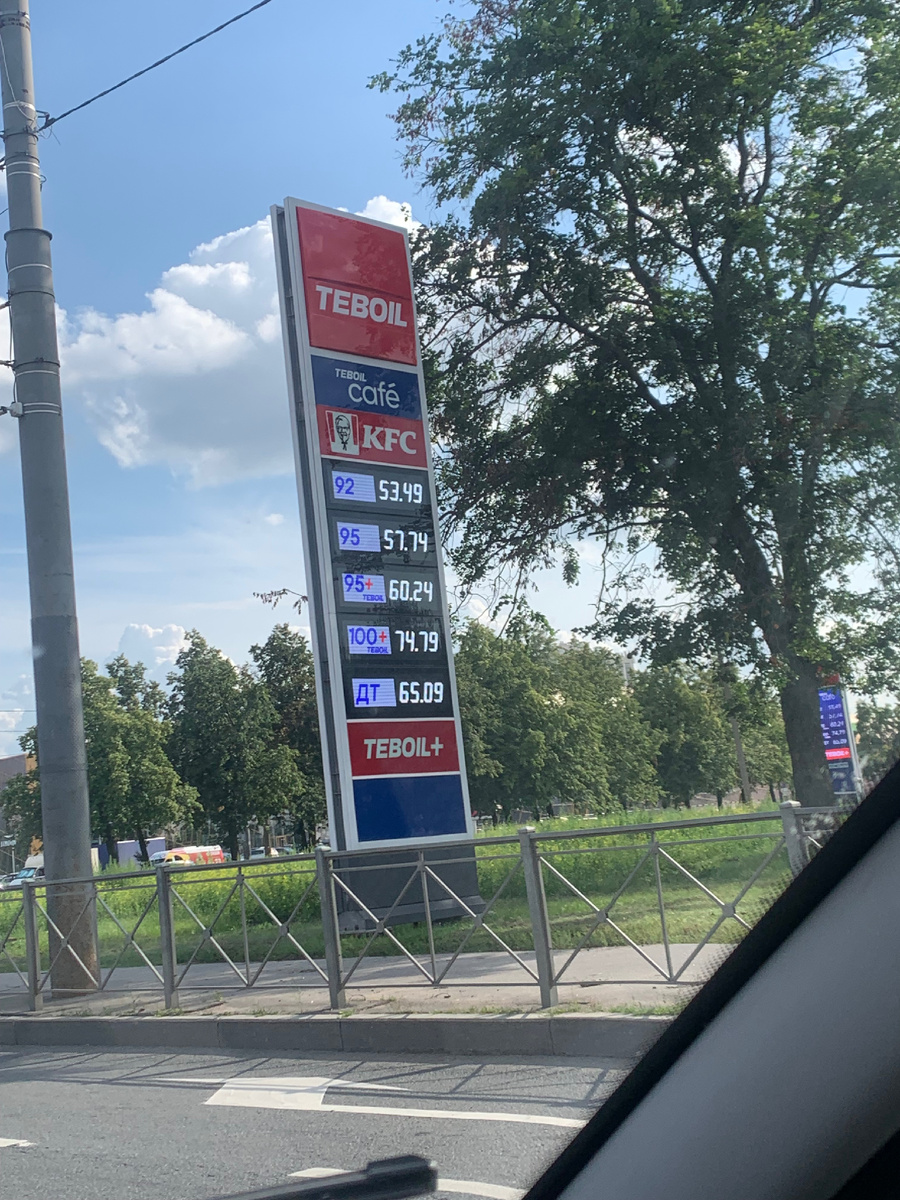 TEBOIL
TEBOIL
café
KFC
92 53.49
95 57.74
95+ TEBOIL 60.24
100+ TEBOIL 74.79
ДТ 65.09
TEBOIL+